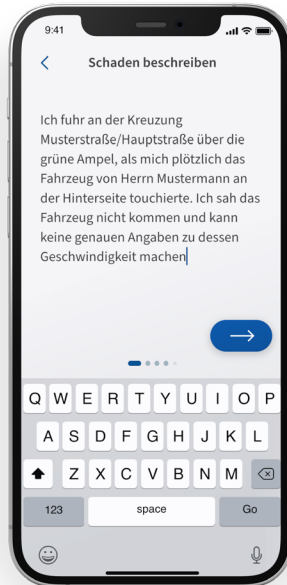 9:41
Schaden beschreiben
Ich fuhr an der Kreuzung
Musterstraße/Hauptstraße über die
grüne Ampel, als mich plötzlich das
Fahrzeug von Herrn Mustermann an
der Hinterseite touchierte. Ich sah das
Fahrzeug nicht kommen und kann
keine genauen Angaben zu dessen
Geschwindigkeit machen
Q W E R T Y U I O P
A S D F G H J K L
Z X C V B N M
123 space Go